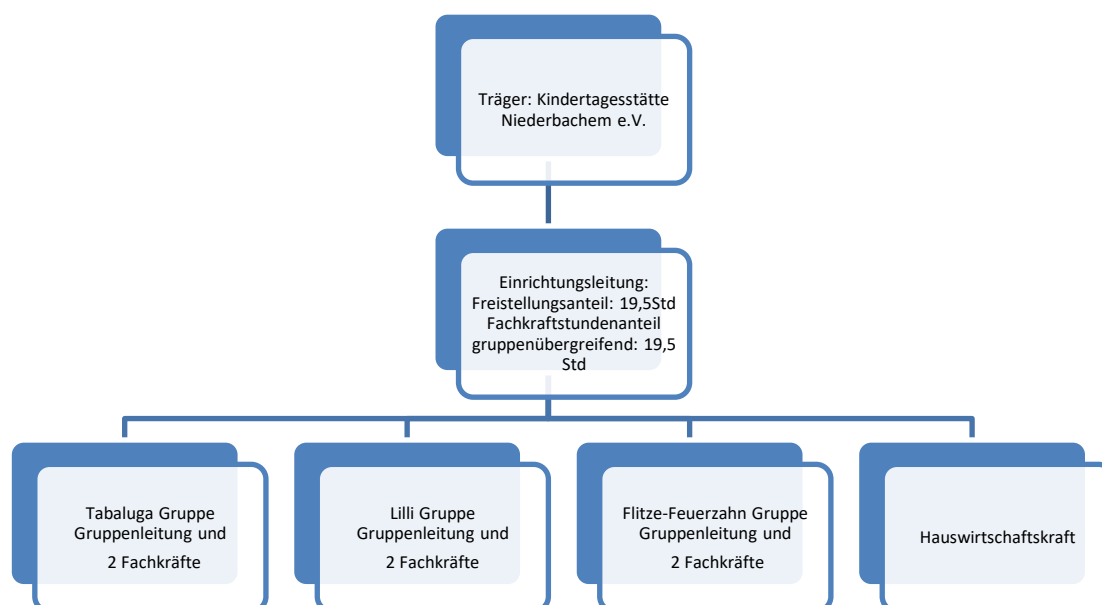 Träger: Kindertagesstätte
Niederbachem e.V.
Einrichtungsleitung:
Freistellungsanteil: 19,5Std
Fachkraftstundenanteil
gruppenübergreifend: 19,5
Std
Tabaluga Gruppe
Gruppenleitung und
2 Fachkräfte
Lilli Gruppe
Gruppenleitung und
2 Fachkräfte
Flitze-Feuerzahn Gruppe
Gruppenleitung und
2 Fachkräfte
Hauswirtschaftskraft